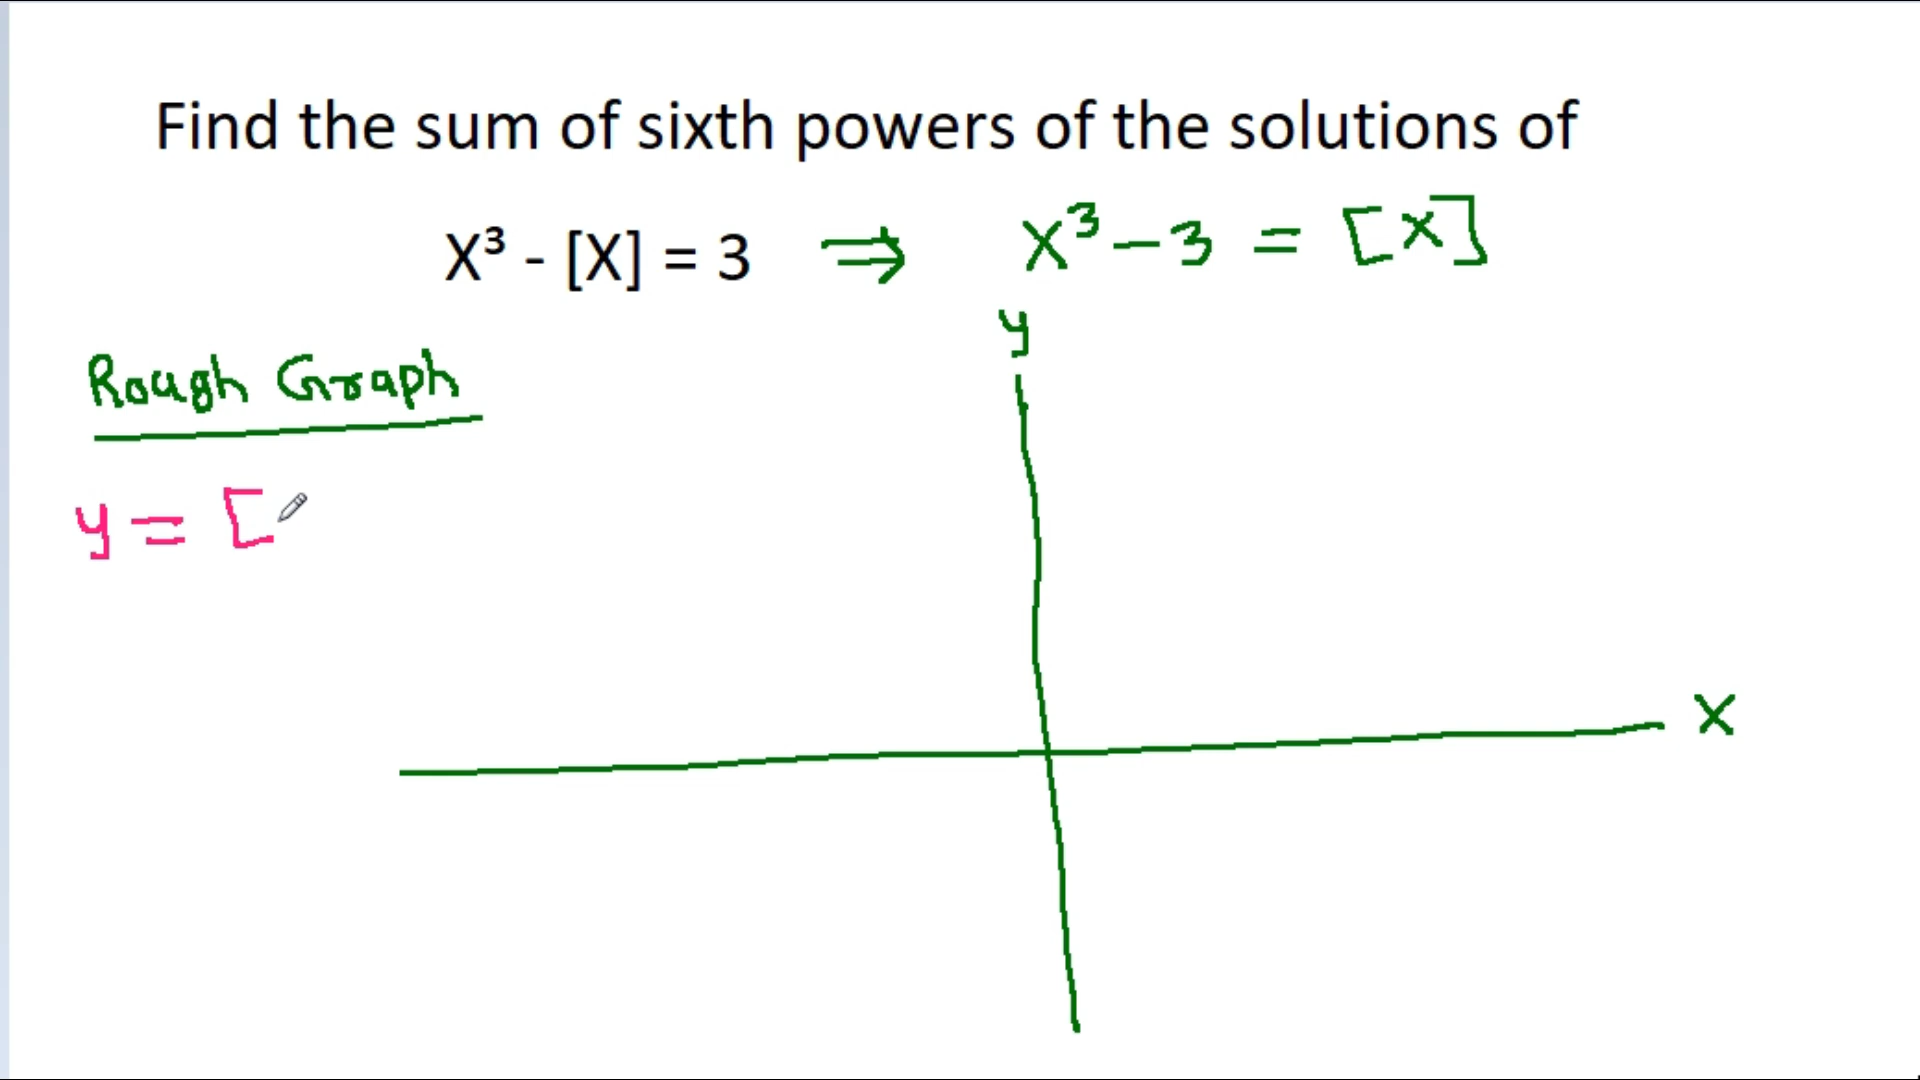 Find the sum of sixth powers of the solutions of
X³ - [X] = 3 ⇒ x³ - 3 = [x]
y
Rough Graph
y = [
x